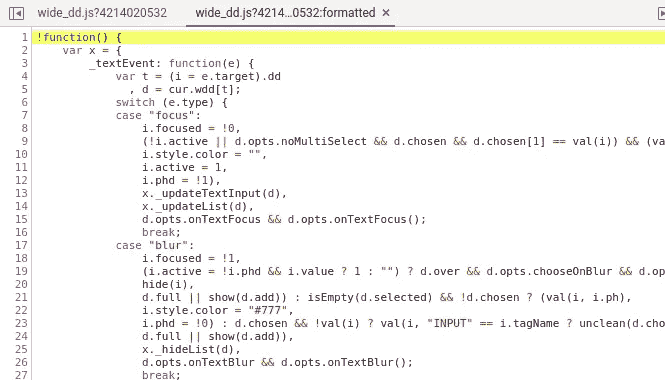 wide_dd.js?4214020532 wide_dd.js?4214…0532:formatted ×
1 !function() {
2 var x = {
3 _textEvent: function(e) {
4 var t = (i = e.target).dd
5 , d = cur.wdd[t];
6 switch (e.type) {
7 case "focus":
8 i.focused = !0,
9 (!i.active || d.opts.noMultiSelect && d.chosen && d.chosen[1] == val(i)) && (va
10 i.style.color = "",
11 i.active = 1,
12 i.phd = !1),
13 x._updateTextInput(d),
14 x._updateList(d),
15 d.opts.onTextFocus && d.opts.onTextFocus();
16 break;
17 case "blur":
18 i.focused = !1,
19 (i.active = !i.phd && i.value ? 1 : "") ? d.over && d.opts.chooseOnBlur && d.op
20 hide(i),
21 d.full || show(d.add)) : isEmpty(d.selected) && !d.chosen ? (val(i, i.ph),
22 i.style.color = "#777",
23 i.phd = !0) : d.chosen && !val(i) ? val(i, "INPUT" == i.tagName ? unclean(d.cho
24 d.full || show(d.add)),
25 x._hideList(d),
26 d.opts.onTextBlur && d.opts.onTextBlur();
27 break;